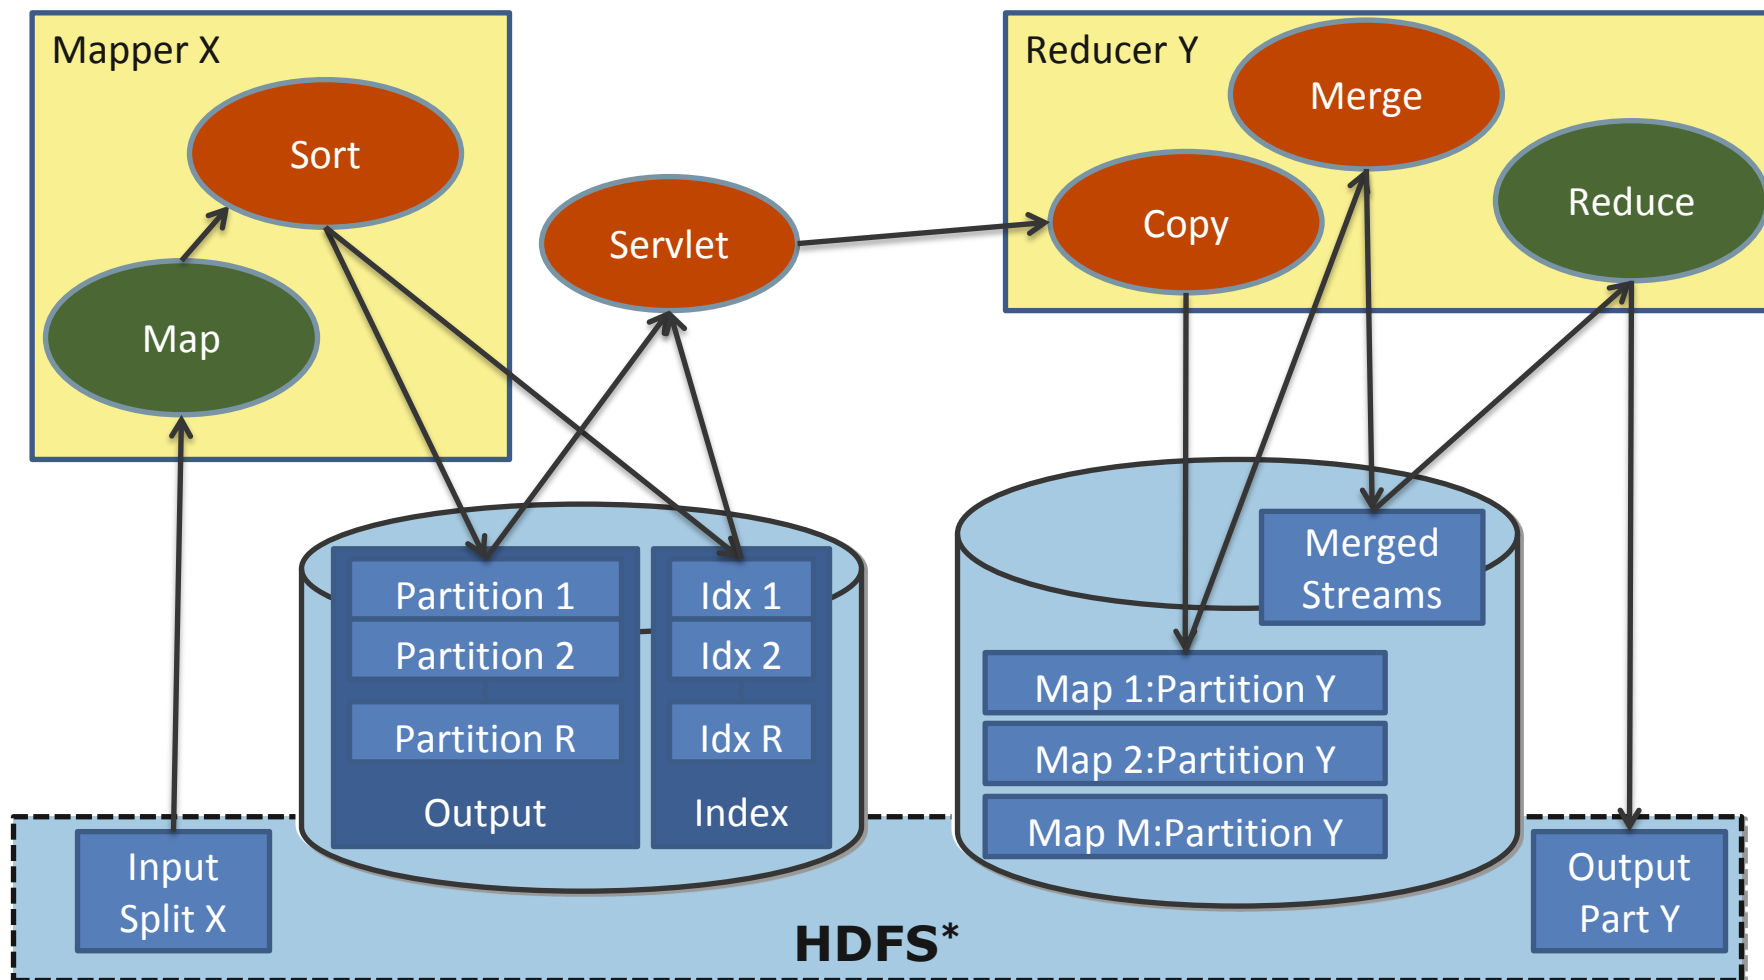 Mapper X
Sort
Map
Servlet
Reducer Y
Merge
Copy
Reduce
Partition 1
Partition 2
Partition R
Output
Idx 1
Idx 2
Idx R
Index
Merged
Streams
Map 1:Partition Y
Map 2:Partition Y
Map M:Partition Y
Input
Split X
HDFS*
Output
Part Y